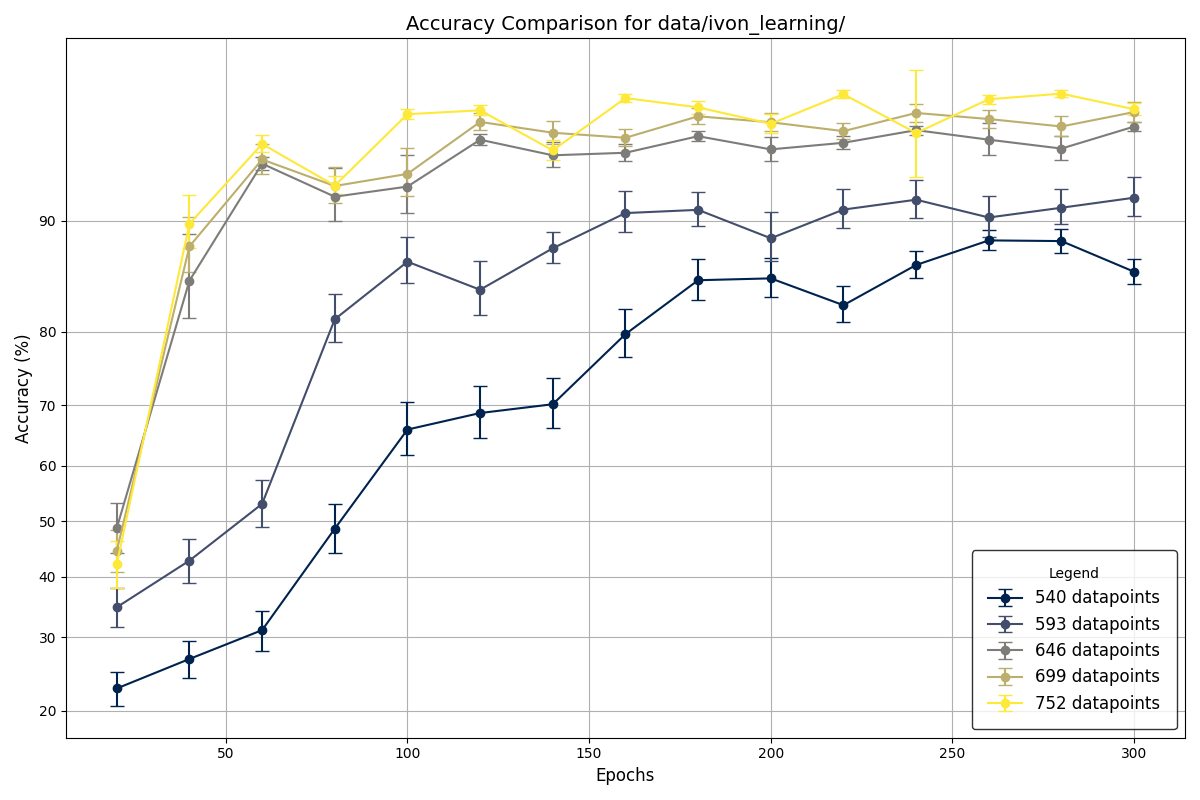 Accuracy Comparison for data/ivon_learning/
Accuracy (%)
90
80
70
60
50
40
30
20
50
100
150
200
250
300
Epochs
Legend
540 datapoints
593 datapoints
646 datapoints
699 datapoints
752 datapoints